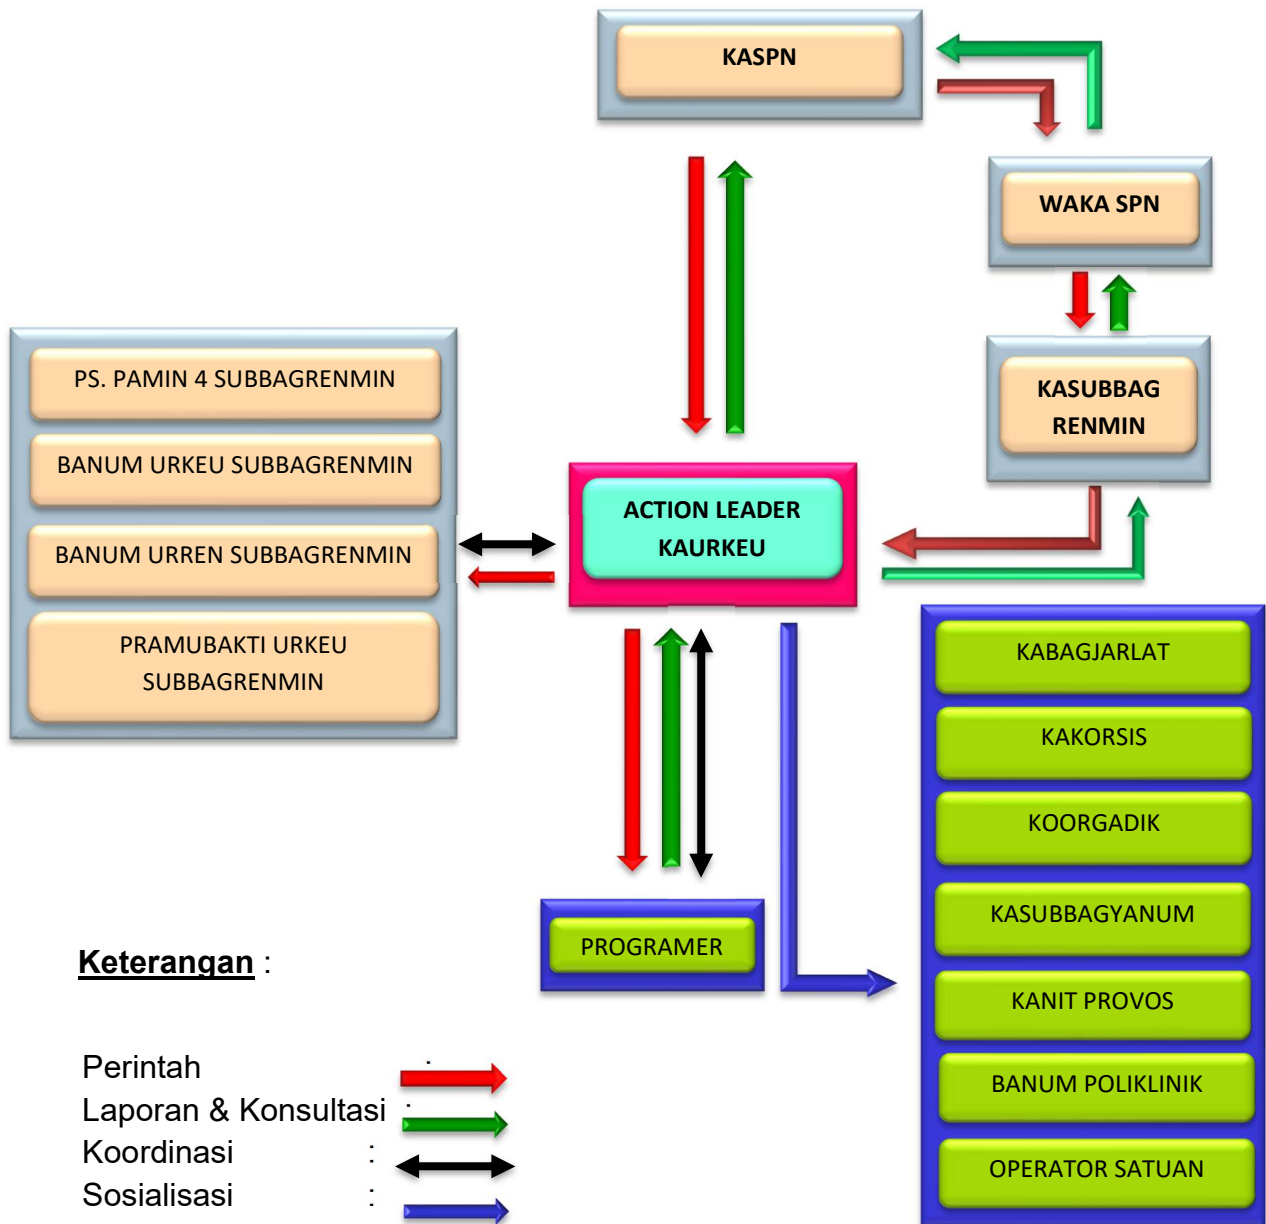 KASPN
WAKA SPN
KASUBBAG
RENMIN
PS. PAMIN 4 SUBBAGRENMIN
BANUM URKEU SUBBAGRENMIN
BANUM URREN SUBBAGRENMIN
PRAMUBAKTI URKEU
SUBBAGRENMIN
ACTION LEADER
KAURKEU
KABAGJARLAT
KAKORSIS
KOORGADIK
KASUBBAGYANUM
KANIT PROVOS
BANUM POLIKLINIK
OPERATOR SATUAN
PROGRAMER
Keterangan :
Perintah :
Laporan & Konsultasi :
Koordinasi :
Sosialisasi :